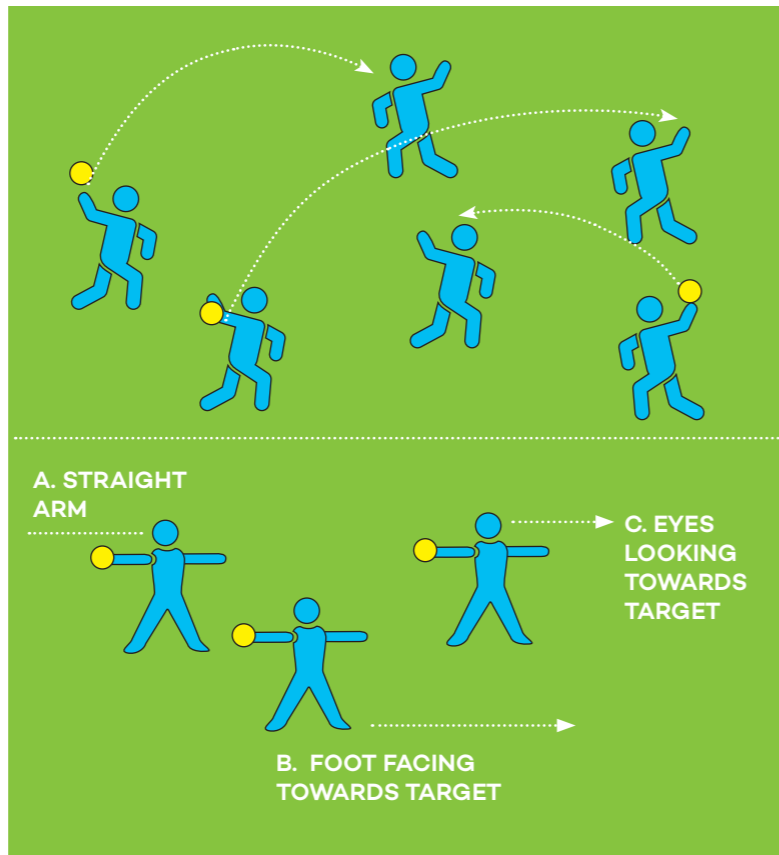 A. STRAIGHT
ARM
C. EYES
LOOKING
TOWARDS
TARGET
B. FOOT FACING
TOWARDS TARGET